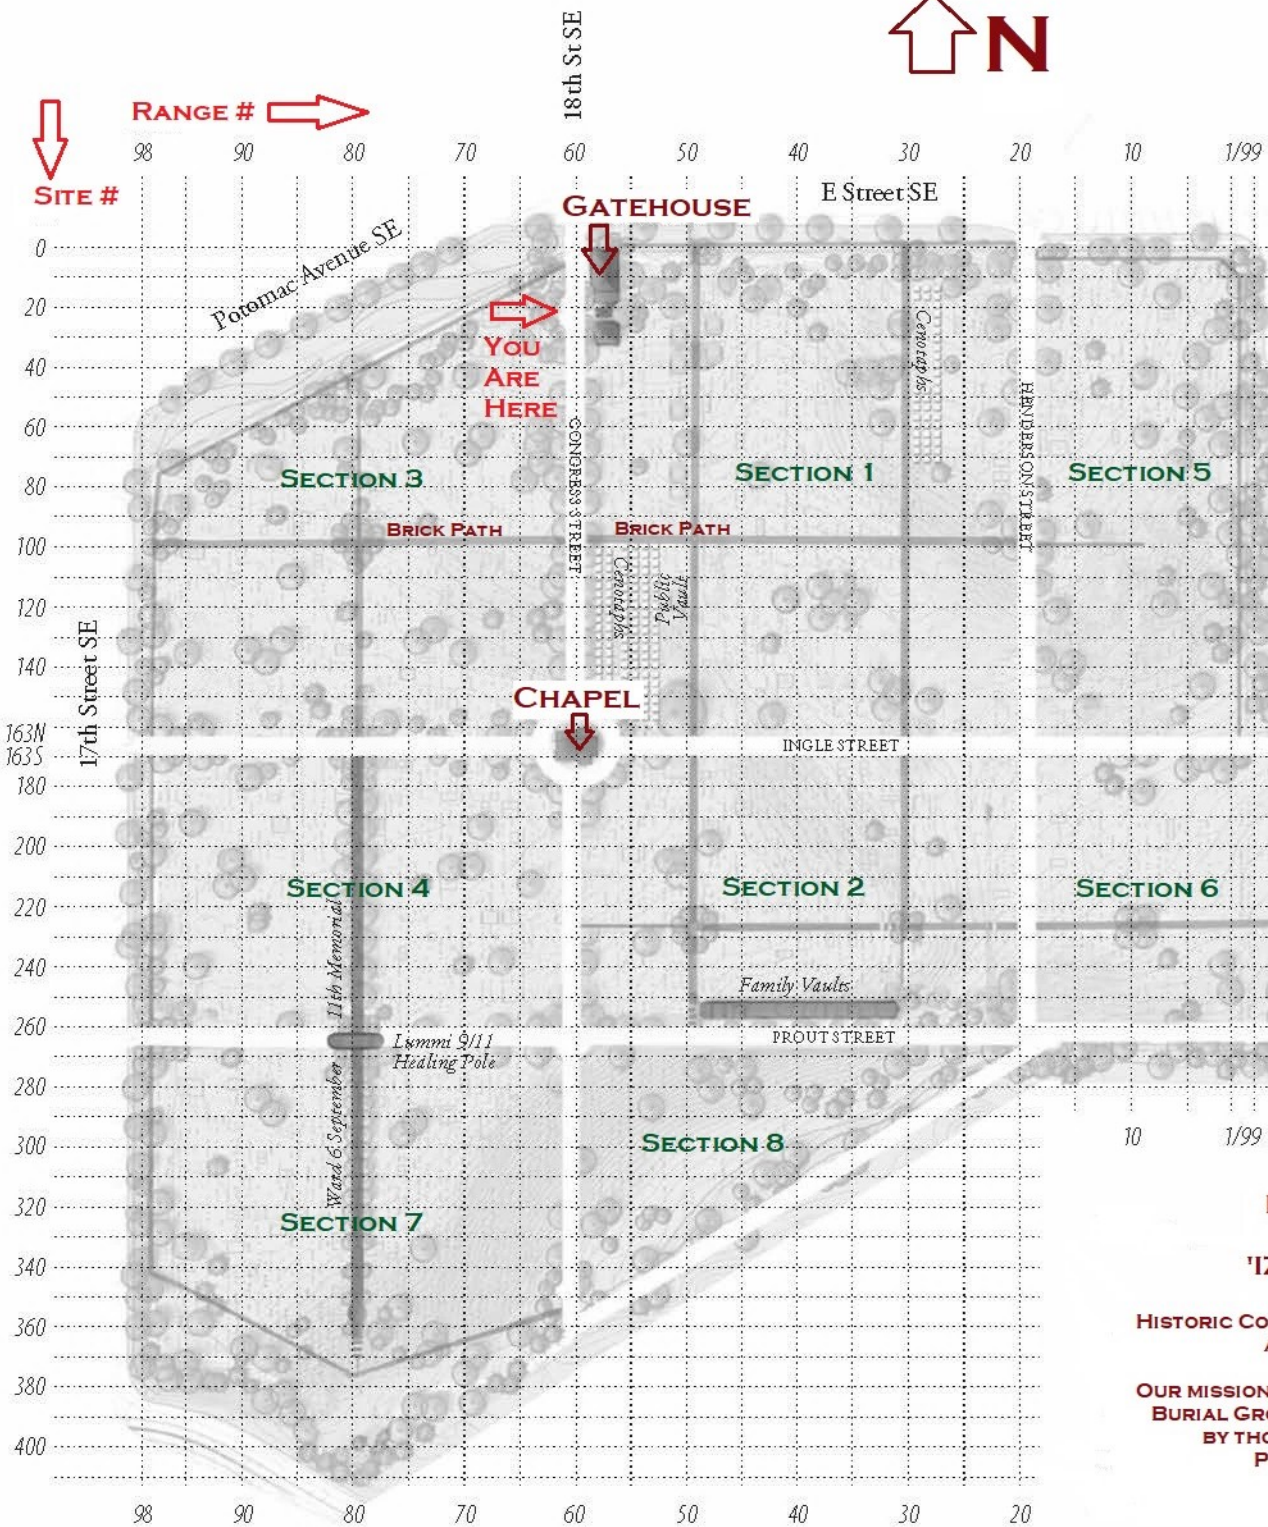 N
18th St SE
RANGE #
98 90 80 70 60 50 40 30 20 10 1/99
SITE #
E Street SE
GATEHOUSE
Potomac Avenue SE
0
20
YOU
ARE
HERE
40
60
80
100
120
140
163N
163S
180
200
220
240
260
280
300
320
340
360
380
400
Cenotaphs
HENDERSON STREET
CONGRESS STREET
SECTION 3
SECTION 1
SECTION 5
BRICK PATH
BRICK PATH
Cenotaphs
Public
Vault
17th Street SE
CHAPEL
INGLE STREET
SECTION 4
SECTION 2
SECTION 6
Ward 6 September 11th Memorial
Family Vaults
PROUT STREET
Lummi 9/11
Healing Pole
SECTION 8
10 1/99
SECTION 7
HISTORIC CO
OUR MISSION
BURIAL GRO
BY THO
P
98 90 80 70 60 50 40 30 20